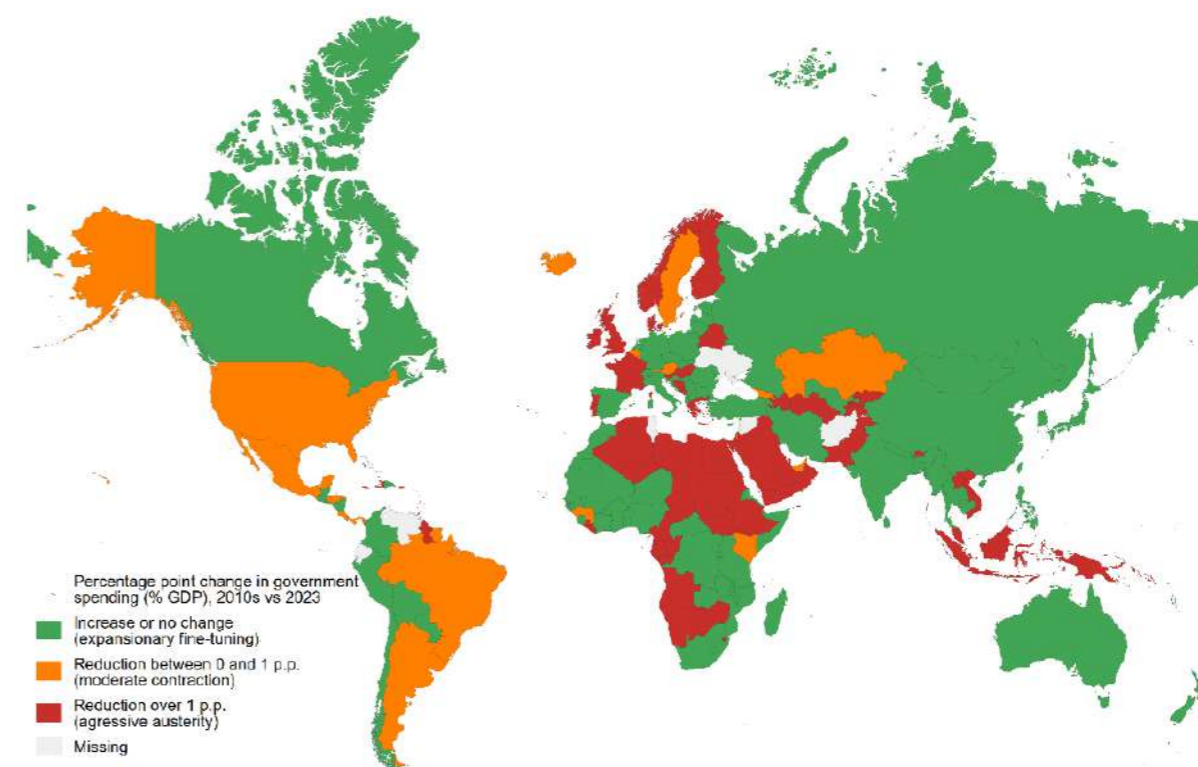 Percentage point change in government
spending (% GDP), 2010s vs 2023
Increase or no change
(expansionary fine-tuning)
Reduction between 0 and 1 p.p.
(moderate contraction)
Reduction over 1 p.p.
(agressive austerity)
Missing